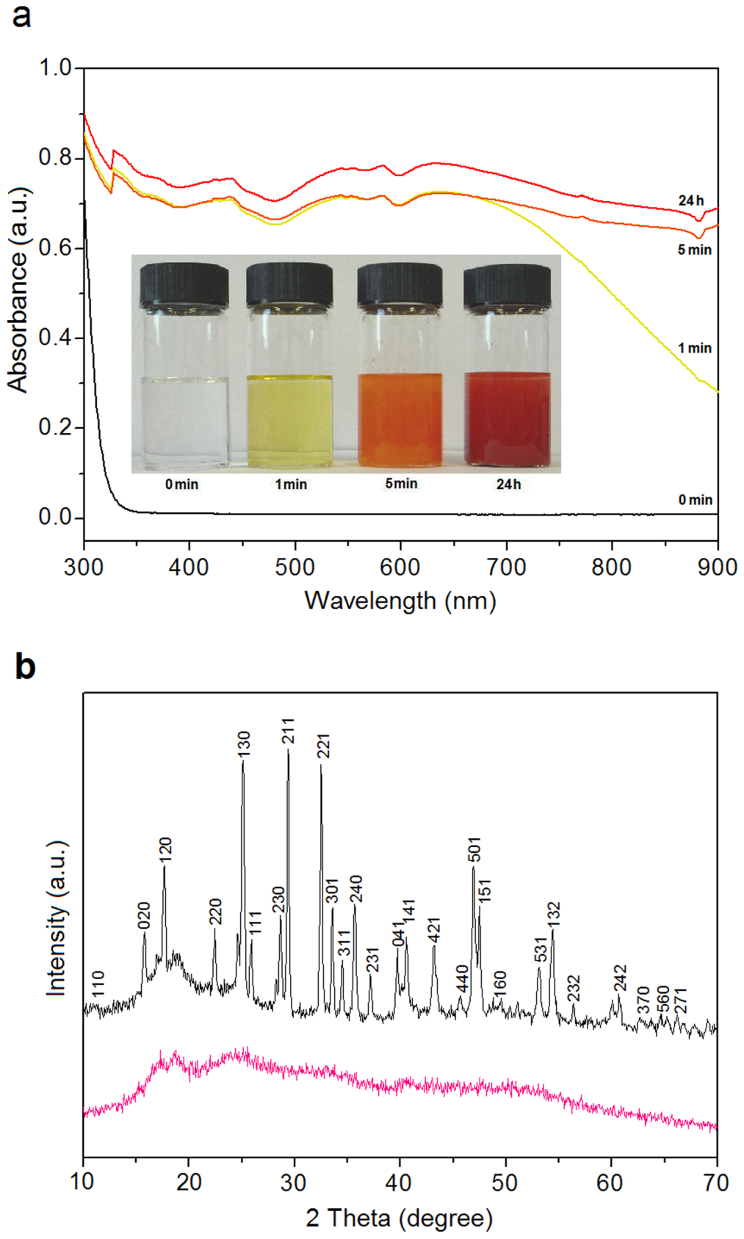 a
1.0
0.8
0.6
0.4
0.2
0.0
Absorbance (a.u.)
24 h
5 min
1 min
0 min
0 min 1 min 5 min 24 h
300 400 500 600 700 800 900
Wavelength (nm)
b
Intensity (a.u.)
110 020 120 220 130 111 230 211 221 301 311 240 231 041 141 421 440 501 151 160 531 132 232 242 370 560 271
10 20 30 40 50 60 70
2 Theta (degree)